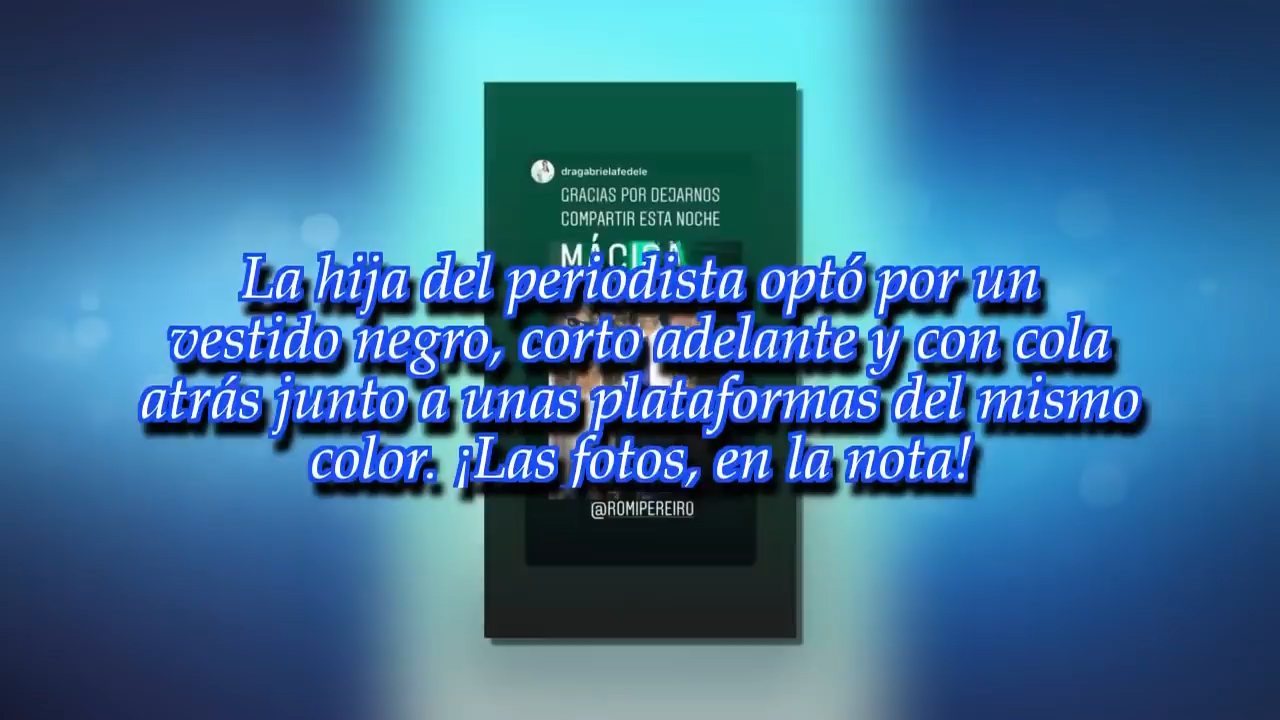 dragabrielafedele
GRACIAS POR DEJARNOS
COMPARTIR ESTA NOCHE
MÁGICA
La hija del periodista optó por un
vestido negro, corto adelante y con cola
atrás junto a unas plataformas del mismo
color. ¡Las fotos, en la nota!
@ROMIPEREIRO